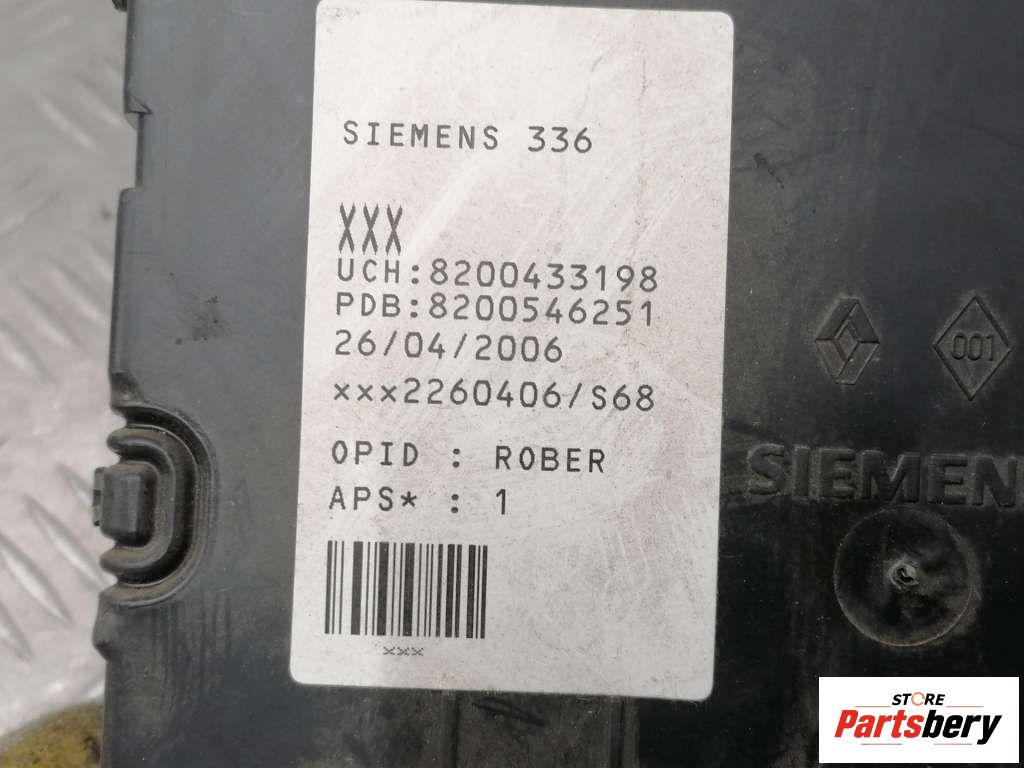 SIEMENS 336
XXX
UCH:8200433198
PDB:8200546251
26/04/2006
xxx2260406/S68
OPID : ROBER
APS* : 1
xxx
001
SIEMEN
STORE
Partsbery